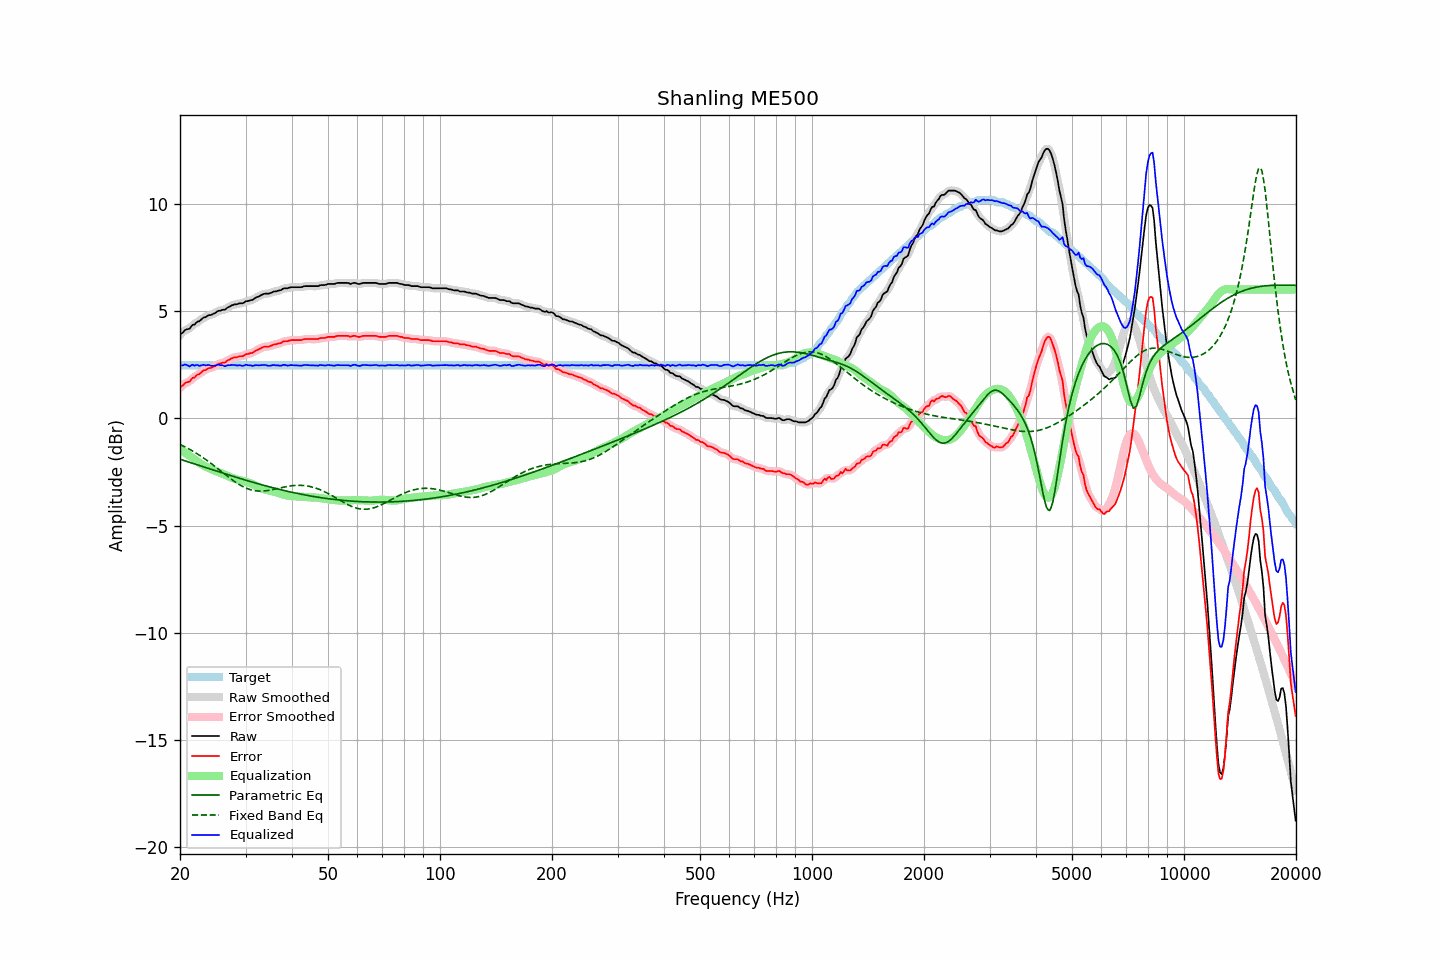 Shanling ME500
Amplitude (dBr)
10
5
0
−5
−10
−15
−20
Target
Raw Smoothed
Error Smoothed
Raw
Error
Equalization
Parametric Eq
Fixed Band Eq
Equalized
20 50 100 200 500 1000 2000 5000 10000 20000
Frequency (Hz)